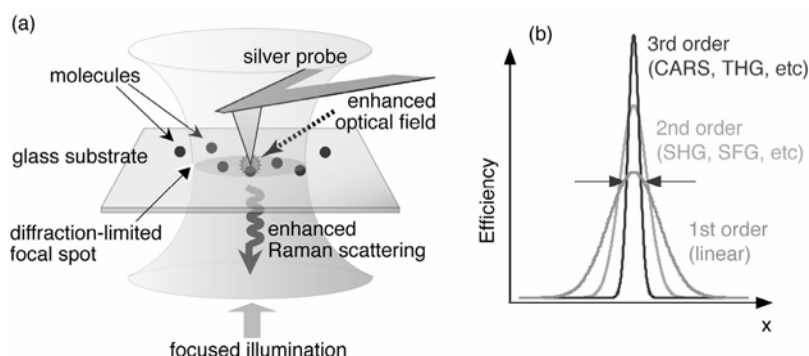 (a)
silver probe
molecules
enhanced
optical field
glass substrate
diffraction-limited
focal spot
enhanced
Raman scattering
focused illumination
(b)
3rd order
(CARS, THG, etc)
2nd order
(SHG, SFG, etc)
1st order
(linear)
Efficiency
x